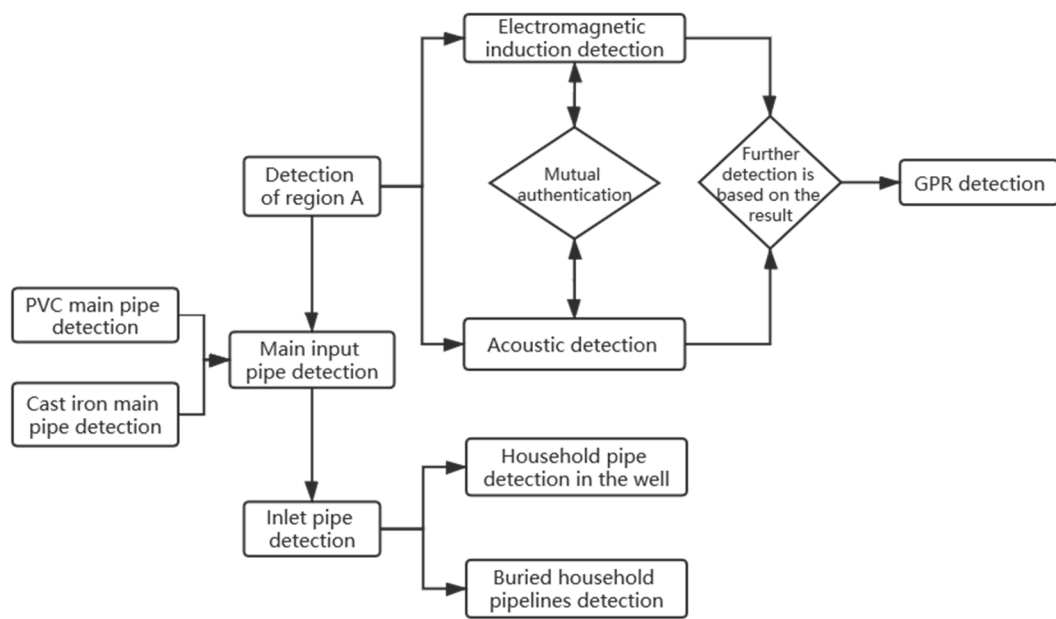 Electromagnetic
induction detection
Detection
of region A
Mutual
authentication
Further
detection is
based on the
result
GPR detection
PVC main pipe
detection
Main input
pipe detection
Acoustic detection
Cast iron main
pipe detection
Household pipe
detection in the well
Inlet pipe
detection
Buried household
pipelines detection